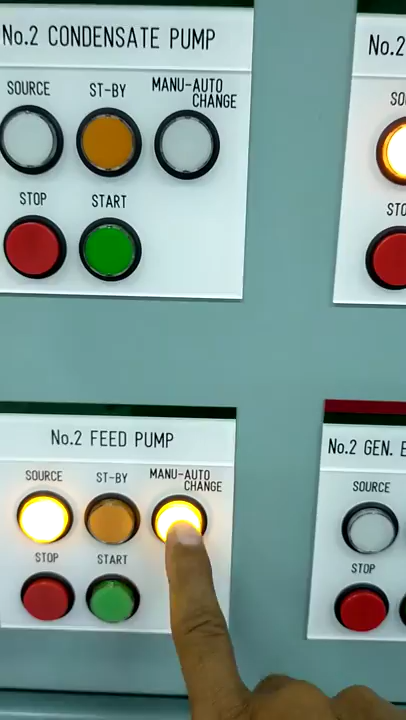 No.2 CONDENSATE PUMP
SOURCE
ST-BY
MANU-AUTO
CHANGE
STOP
START
No.2
No.2 FEED PUMP
SOURCE
ST-BY
MANU-AUTO
CHANGE
STOP
START
No.2 GEN.
SOURCE
STOP